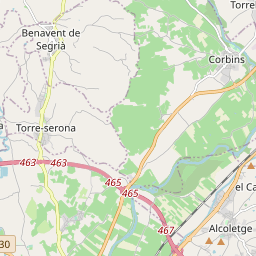 Torre
Benavent de
Segrià
Corbins
Torre-serona
a
463
463
465
465
el Ca
467
Alcoletge
30